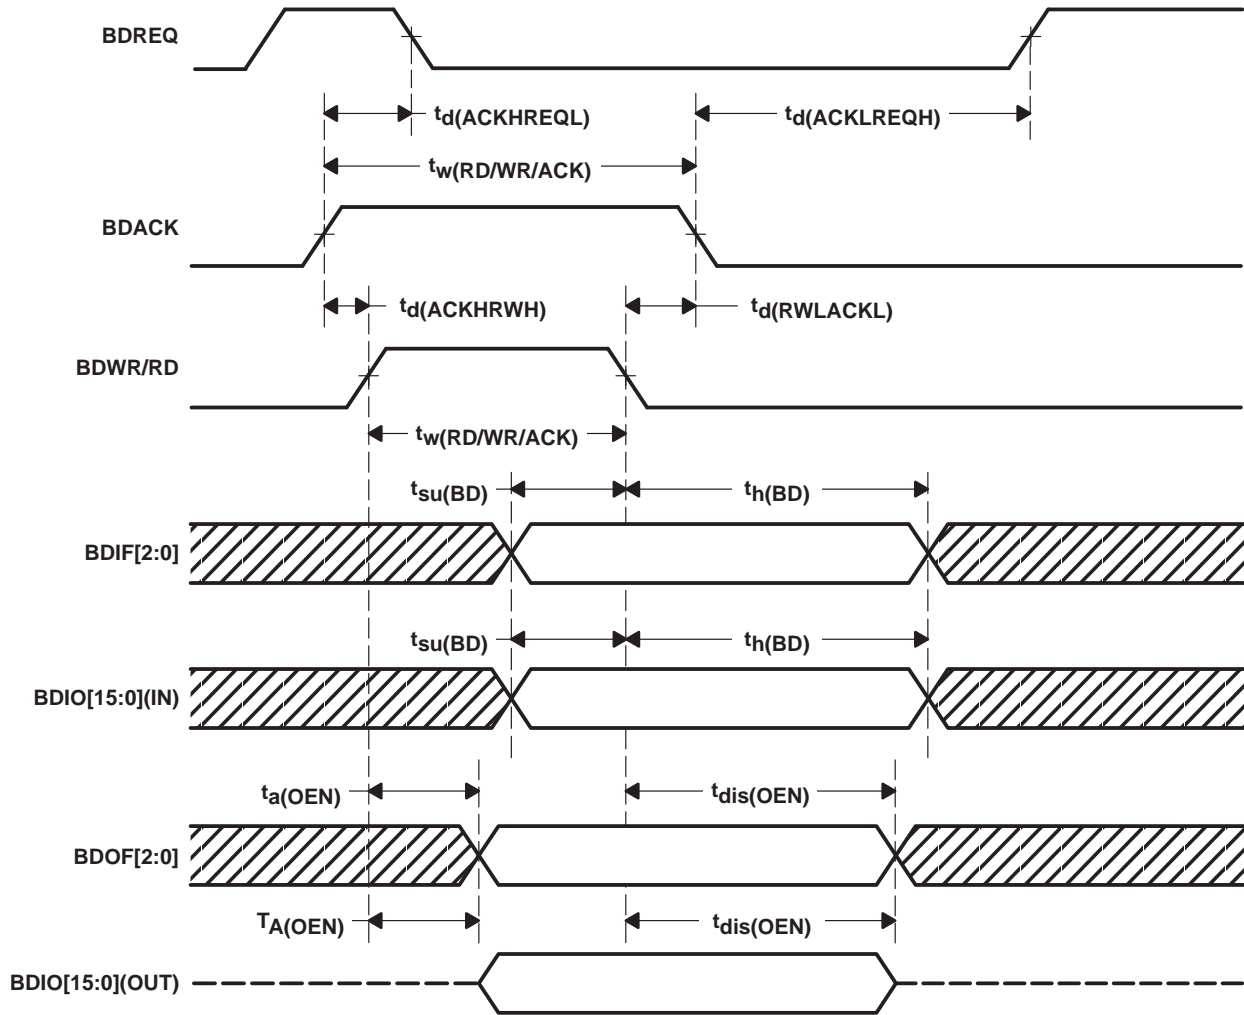 BDREQ
td(ACKHREQL)
td(ACKLREQH)
tw(RD/WR/ACK)
BDACK
td(ACKHRWH)
td(RWLACKL)
BDWR/RD
tw(RD/WR/ACK)
tsu(BD)
th(BD)
BDIF[2:0]
tsu(BD)
th(BD)
BDIO[15:0](IN)
ta(OEN)
tdis(OEN)
BDOF[2:0]
TA(OEN)
tdis(OEN)
BDIO[15:0](OUT)